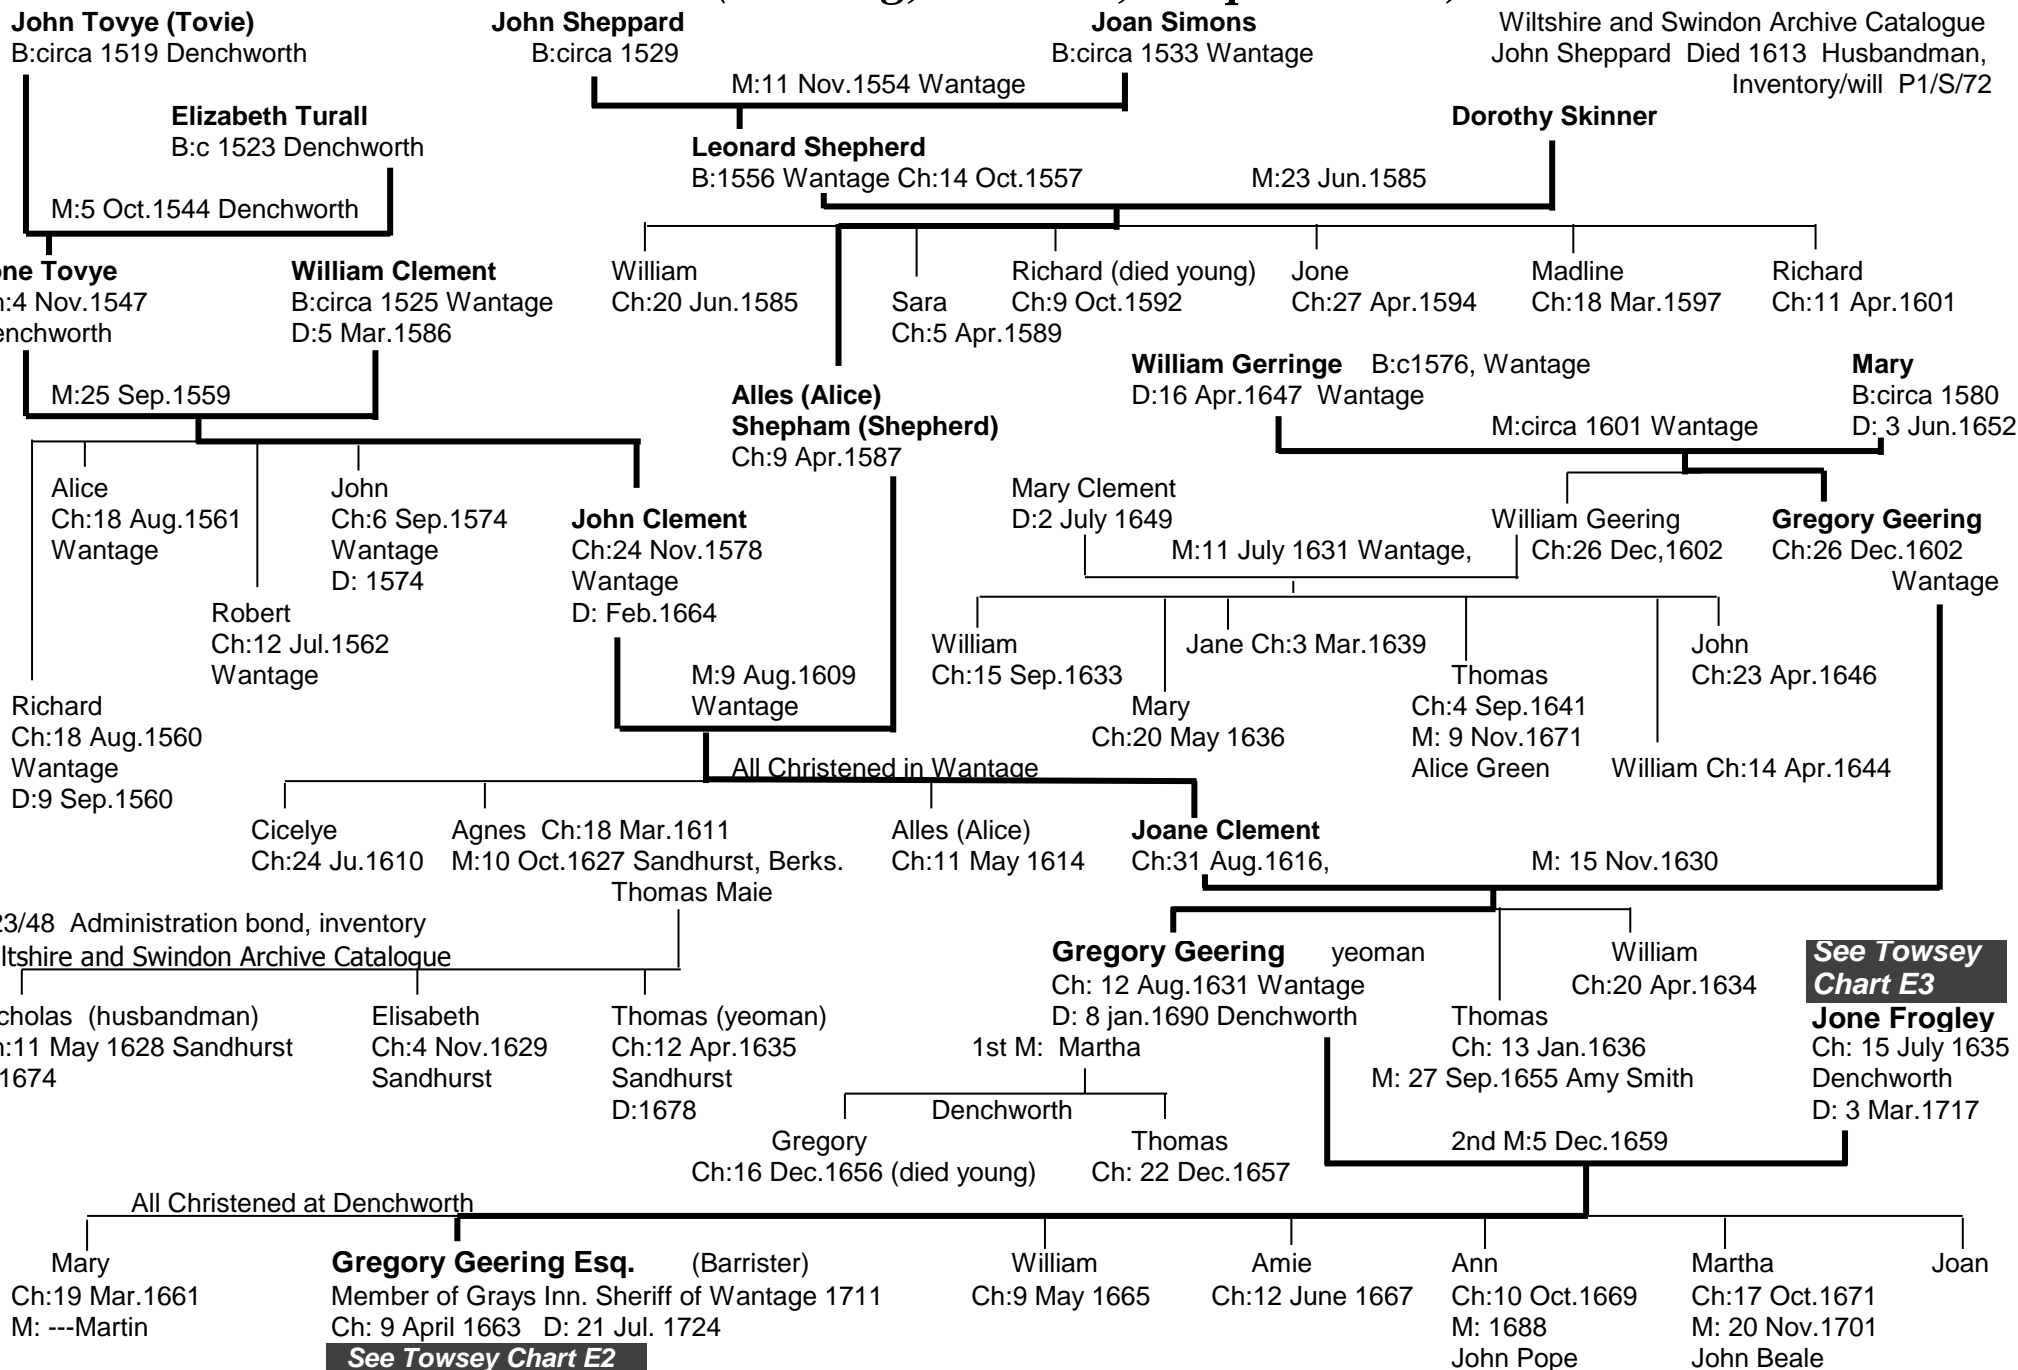 John Tovye (Tovie)
B:circa 1519 Denchworth
John Sheppard
B:circa 1529
Joan Simons
B:circa 1533 Wantage
M:11 Nov.1554 Wantage
Wiltshire and Swindon Archive Catalogue
John Sheppard Died 1613 Husbandman,
Inventory/will P1/S/72
Elizabeth Turall
B:c 1523 Denchworth
M:5 Oct.1544 Denchworth
Leonard Shepherd
B:1556 Wantage Ch:14 Oct.1557
M:23 Jun.1585
Dorothy Skinner
Tovye
:4 Nov.1547
William Clement
B:circa 1525 Wantage
D:5 Mar.1586
M:25 Sep.1559
William
Ch:20 Jun.1585
Sara
Ch:5 Apr.1589
Richard (died young)
Ch:9 Oct.1592
Jone
Ch:27 Apr.1594
Madline
Ch:18 Mar.1597
Richard
Ch:11 Apr.1601
Alles (Alice)
Shepham (Shepherd)
Ch:9 Apr.1587
William Gerringe B:c1576, Wantage
D:16 Apr.1647 Wantage
M:circa 1601 Wantage
Mary
B:circa 1580
D: 3 Jun.1652
Alice
Ch:18 Aug.1561
Wantage
John
Ch:6 Sep.1574
Wantage
D: 1574
John Clement
Ch:24 Nov.1578
Wantage
D: Feb.1664
Robert
Ch:12 Jul.1562
Wantage
Richard
Ch:18 Aug.1560
Wantage
D:9 Sep.1560
M:9 Aug.1609
Wantage
Mary Clement
D:2 July 1649
M:11 July 1631 Wantage,
William Geering
Ch:26 Dec,1602
Gregory Geering
Ch:26 Dec.1602
Wantage
William
Ch:15 Sep.1633
Mary
Ch:20 May 1636
Jane Ch:3 Mar.1639
Thomas
Ch:4 Sep.1641
M: 9 Nov.1671
Alice Green
William Ch:14 Apr.1644
John
Ch:23 Apr.1646
All Christened in Wantage
Cicelye
Ch:24 Ju.1610
Agnes Ch:18 Mar.1611
M:10 Oct.1627 Sandhurst, Berks.
Thomas Maie
Alles (Alice)
Ch:11 May 1614
Joane Clement
Ch:31 Aug.1616,
M: 15 Nov.1630
23/48 Administration bond, inventory
and Swindon Archive Catalogue
(husbandman)
:11 May 1628 Sandhurst
1674
Elisabeth
Ch:4 Nov.1629
Sandhurst
Thomas (yeoman)
Ch:12 Apr.1635
Sandhurst
D:1678
Gregory Geering yeoman
Ch: 12 Aug.1631 Wantage
D: 8 jan.1690 Denchworth
1st M: Martha
Thomas
Ch: 13 Jan.1636
M: 27 Sep.1655 Amy Smith
William
Ch:20 Apr.1634
See Towsey
Chart E3
Jone Frogley
Ch: 15 July 1635
Denchworth
D: 3 Mar.1717
Denchworth
Gregory
Ch:16 Dec.1656 (died young)
Thomas
Ch: 22 Dec.1657
2nd M:5 Dec.1659
All Christened at Denchworth
Mary
Ch:19 Mar.1661
M: ---Martin
Gregory Geering Esq. (Barrister)
Member of Grays Inn. Sheriff of Wantage 1711
Ch: 9 April 1663 D: 21 Jul. 1724
See Towsey Chart E2
William
Ch:9 May 1665
Amie
Ch:12 June 1667
Ann
Ch:10 Oct.1669
M: 1688
John Pope
Martha
Ch:17 Oct.1671
M: 20 Nov.1701
John Beale
Joan